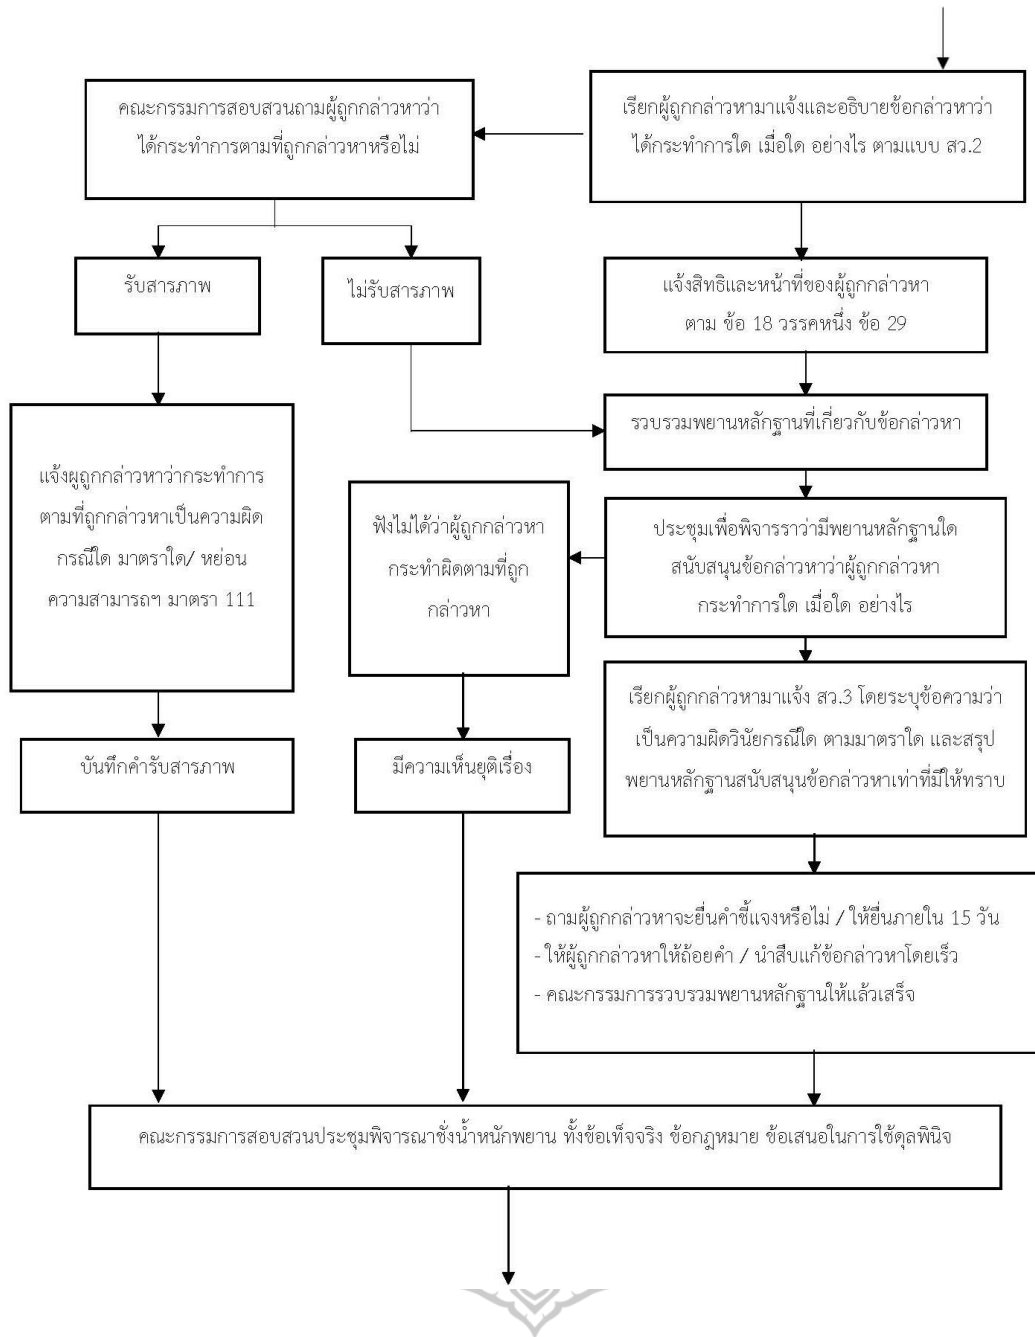 คณะกรรมการสอบสวนถามผู้ถูกกล่าวหาว่า
ได้กระทำการตามที่ถูกกล่าวหาหรือไม่
เรียกผู้ถูกกล่าวหามาแจ้งและอธิบายข้อกล่าวหาว่า
ได้กระทำการใด เมื่อใด อย่างไร ตามแบบ สว.2
รับสารภาพ
ไม่รับสารภาพ
แจ้งสิทธิและหน้าที่ของผู้ถูกกล่าวหา
ตาม ข้อ 18 วรรคหนึ่ง ข้อ 29
รวบรวมพยานหลักฐานที่เกี่ยวกับข้อกล่าวหา
แจ้งผูถูกกล่าวหาว่ากระทำการ
ตามที่ถูกกล่าวหาเป็นความผิด
กรณีใด มาตราใด/ หย่อน
ความสามารถฯ มาตรา 111
ฟังไม่ได้ว่าผู้ถูกกล่าวหา
กระทำผิดตามที่ถูก
กล่าวหา
ประชุมเพื่อพิจารราว่ามีพยานหลักฐานใด
สนับสนุนข้อกล่าวหาว่าผู้ถูกกล่าวหา
กระทำการใด เมื่อใด อย่างไร
เรียกผู้ถูกกล่าวหามาแจ้ง สว.3 โดยระบุข้อความว่า
เป็นความผิดวินัยกรณีใด ตามมาตราใด และสรุป
พยานหลักฐานสนับสนุนข้อกล่าวหาเท่าที่มีให้ทราบ
บันทึกคำรับสารภาพ
มีความเห็นยุติเรื่อง
- ถามผู้ถูกกล่าวหาจะยื่นคำชี้แจงหรือไม่ / ให้ยื่นภายใน 15 วัน
- ให้ผู้ถูกกล่าวหาให้ถ้อยคำ / นำสืบแก้ข้อกล่าวหาโดยเร็ว
- คณะกรรมการรวบรวมพยานหลักฐานให้แล้วเสร็จ
คณะกรรมการสอบสวนประชุมพิจารณาชั่งน้ำหนักพยาน ทั้งข้อเท็จจริง ข้อกฎหมาย ข้อเสนอในการใช้ดุลพินิจ